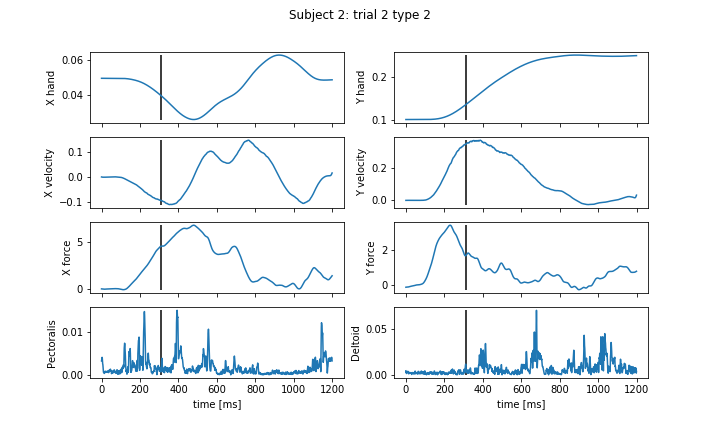 Subject 2: trial 2 type 2
X hand
0.06
0.04
Y hand
0.2
0.1
X velocity
0.1
0.0
−0.1
Y velocity
0.2
0.0
X force
5
0
Y force
2
0
Pectoralis
0.01
0.00
0 200 400 600 800 1000 1200
time [ms]
Deltoid
0.05
0.00
0 200 400 600 800 1000 1200
time [ms]